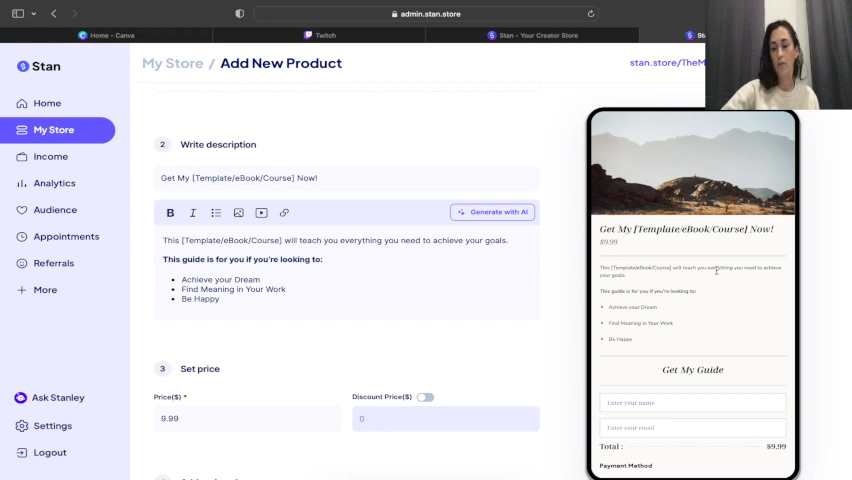 admin.stan.store
Home - Canva
Twitch
Stan - Your Creator Store
Stan
My Store / Add New Product
stan.store/TheM
Home
My Store
Income
Analytics
Audience
Appointments
Referrals
More
Ask Stanley
Settings
Logout
2 Write description
Get My [Template/eBook/Course] Now!
B I
Generate with AI
This [Template/eBook/Course] will teach you everything you need to achieve your goals.
This guide is for you if you're looking to:
• Achieve your Dream
• Find Meaning in Your Work
• Be Happy
3 Set price
Price($) *
Discount Price($)
9.99
0
Get My [Template/eBook/Course] Now!
$9.99
This [Template/eBook/Course] will teach you everything you need to achieve
your goals.
This guide is for you if you're looking to:
• Achieve your Dream
• Find Meaning in Your Work
• Be Happy
Get My Guide
Enter your name
Enter your email
Total : $9.99
Payment Method